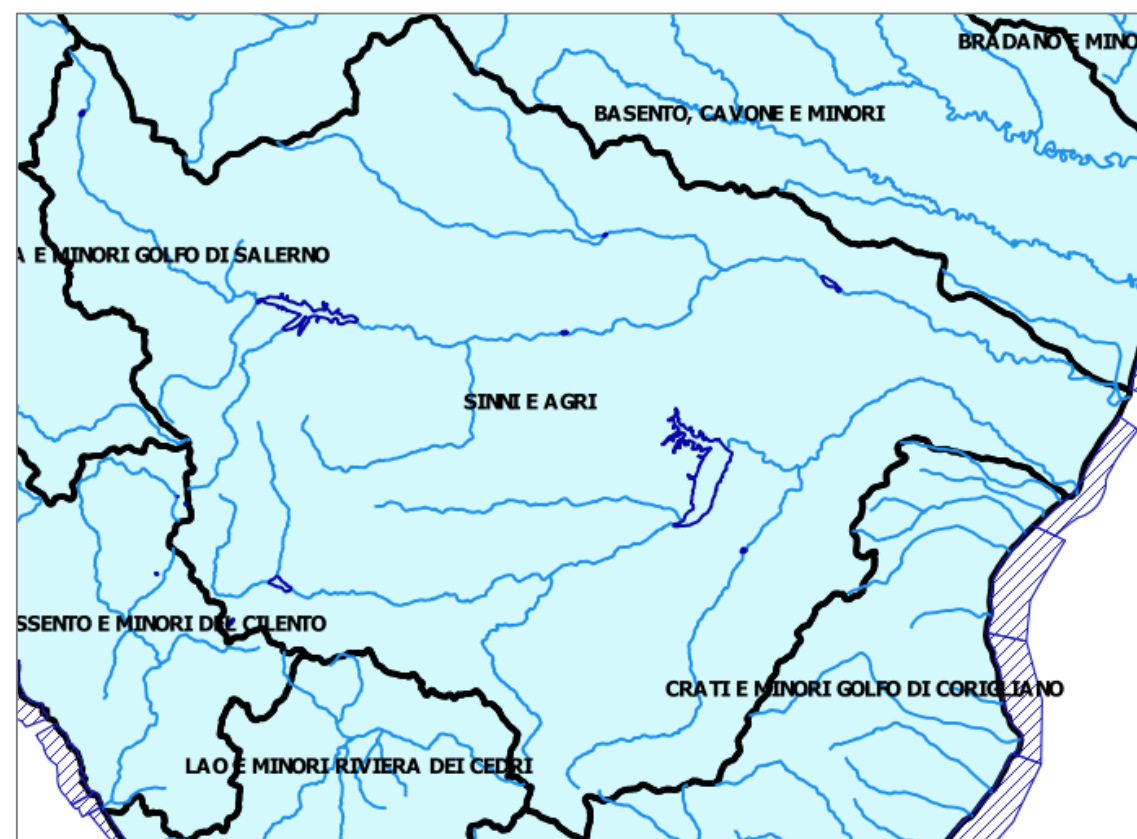 BRADANO E MINO
BASENTO, CAVONE E MINORI
A E MINORI GOLFO DI SALERNO
SINNI E AGRI
SSENTO E MINORI DEL CILENTO
CRATI E MINORI GOLFO DI CORIGLIANO
LAO E MINORI RIVIERA DEI CEDRI